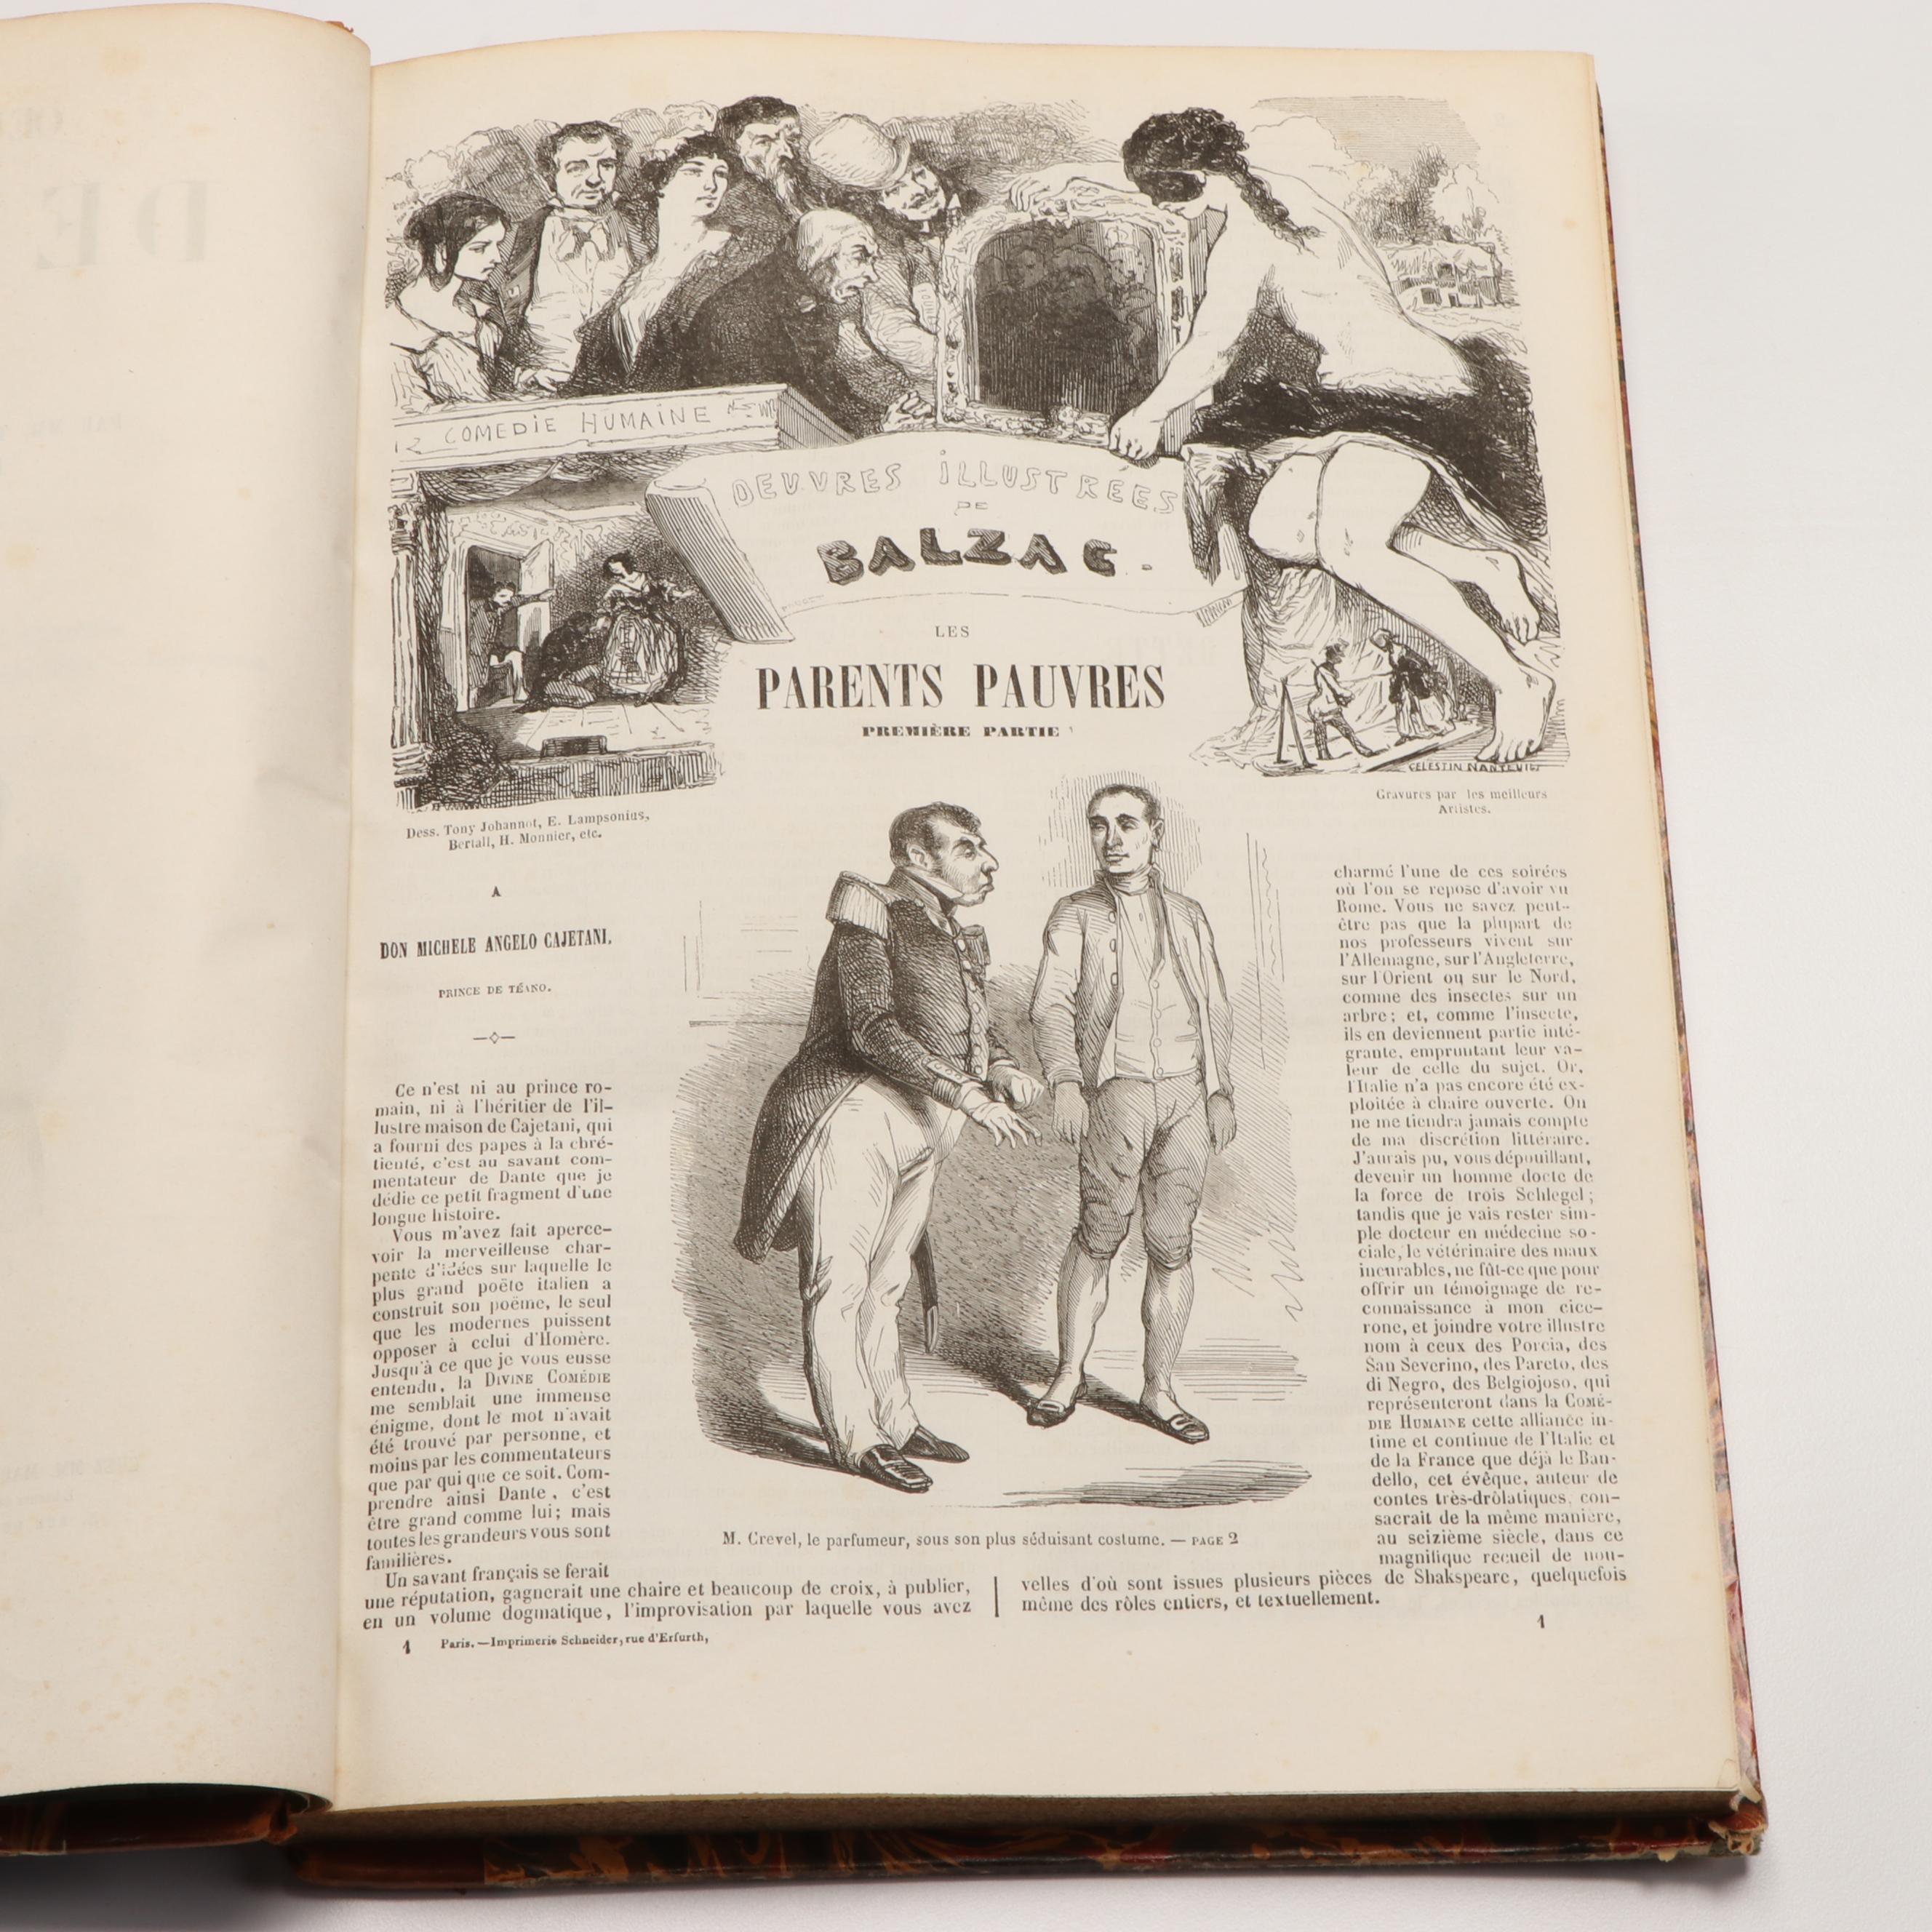 COMEDIE HUMAINE
OEUVRES ILLUSTRÉES
DE
BALZAC.
LES
PARENTS PAUVRES
PREMIÈRE PARTIE
CELESTIN NANTEUIL
Dess. Tony Johannot, E. Lampsonius,
Bertall, H. Monnier, etc.
Gravures par les meilleurs
Artistes.
A
DON MICHELE ANGELO CAJETANI,
PRINCE DE TÉANO.
Ce n'est ni au prince ro-
main, ni à l'héritier de l'il-
lustre maison de Cajetani, qui
a fourni des papes à la chré-
tienté, c'est au savant com-
mentateur de Dante que je
dédie ce petit fragment d'une
longue histoire.
Vous m'avez fait aperce-
voir la merveilleuse char-
pente d'idées sur laquelle le
plus grand poëte italien a
construit son poëme, le seul
que les modernes puissent
opposer à celui d'Homère.
Jusqu'à ce que je vous eusse
entendu, la DIVINE COMÉDIE
me semblait une immense
énigme, dont le mot n'avait
été trouvé par personne, et
moins par les commentateurs
que par qui que ce soit. Com-
prendre ainsi Dante, c'est
être grand comme lui; mais
toutes les grandeurs vous sont
familières.
Un savant français se ferait
une réputation, gagnerait une chaire et beaucoup de croix, à publier,
en un volume dogmatique, l'improvisation par laquelle vous avez
charmé l'une de ces soirées
où l'on se repose d'avoir vu
Rome. Vous ne savez peut-
être pas que la plupart de
nos professeurs vivent sur
l'Allemagne, sur l'Angleterre,
sur l'Orient ou sur le Nord,
comme des insectes sur un
arbre; et, comme l'insecte,
ils en deviennent partie inté-
grante, empruntant leur va-
leur de celle du sujet. Or,
l'Italie n'a pas encore été ex-
ploitée à chaire ouverte. On
ne me tiendra jamais compte
de ma discrétion littéraire.
J'aurais pu, vous dépouillant,
devenir un homme docte de
la force de trois Schlegel;
tandis que je vais rester sim-
ple docteur en médecine so-
ciale, le vétérinaire des maux
incurables, ne fût-ce que pour
offrir un témoignage de re-
connaissance à mon cice-
rone, et joindre votre illustre
nom à ceux des Porcia, des
San Severino, des Pareto, des
di Negro, des Belgiojoso, qui
représenteront dans la COMÉ-
DIE HUMAINE cette alliance in-
time et continue de l'Italie et
de la France que déjà le Ban-
dello, cet évêque, auteur de
contes très-drôlatiques, con-
sacrait de la même manière,
au seizième siècle, dans ce
magnifique recueil de nou-
velles d'où sont issues plusieurs pièces de Shakspeare, quelquefois
même des rôles entiers, et textuellement.
M. Crevel, le parfumeur, sous son plus séduisant costume. — PAGE 2
1 Paris.—Imprimerie Schneider, rue d'Erfurth,
1